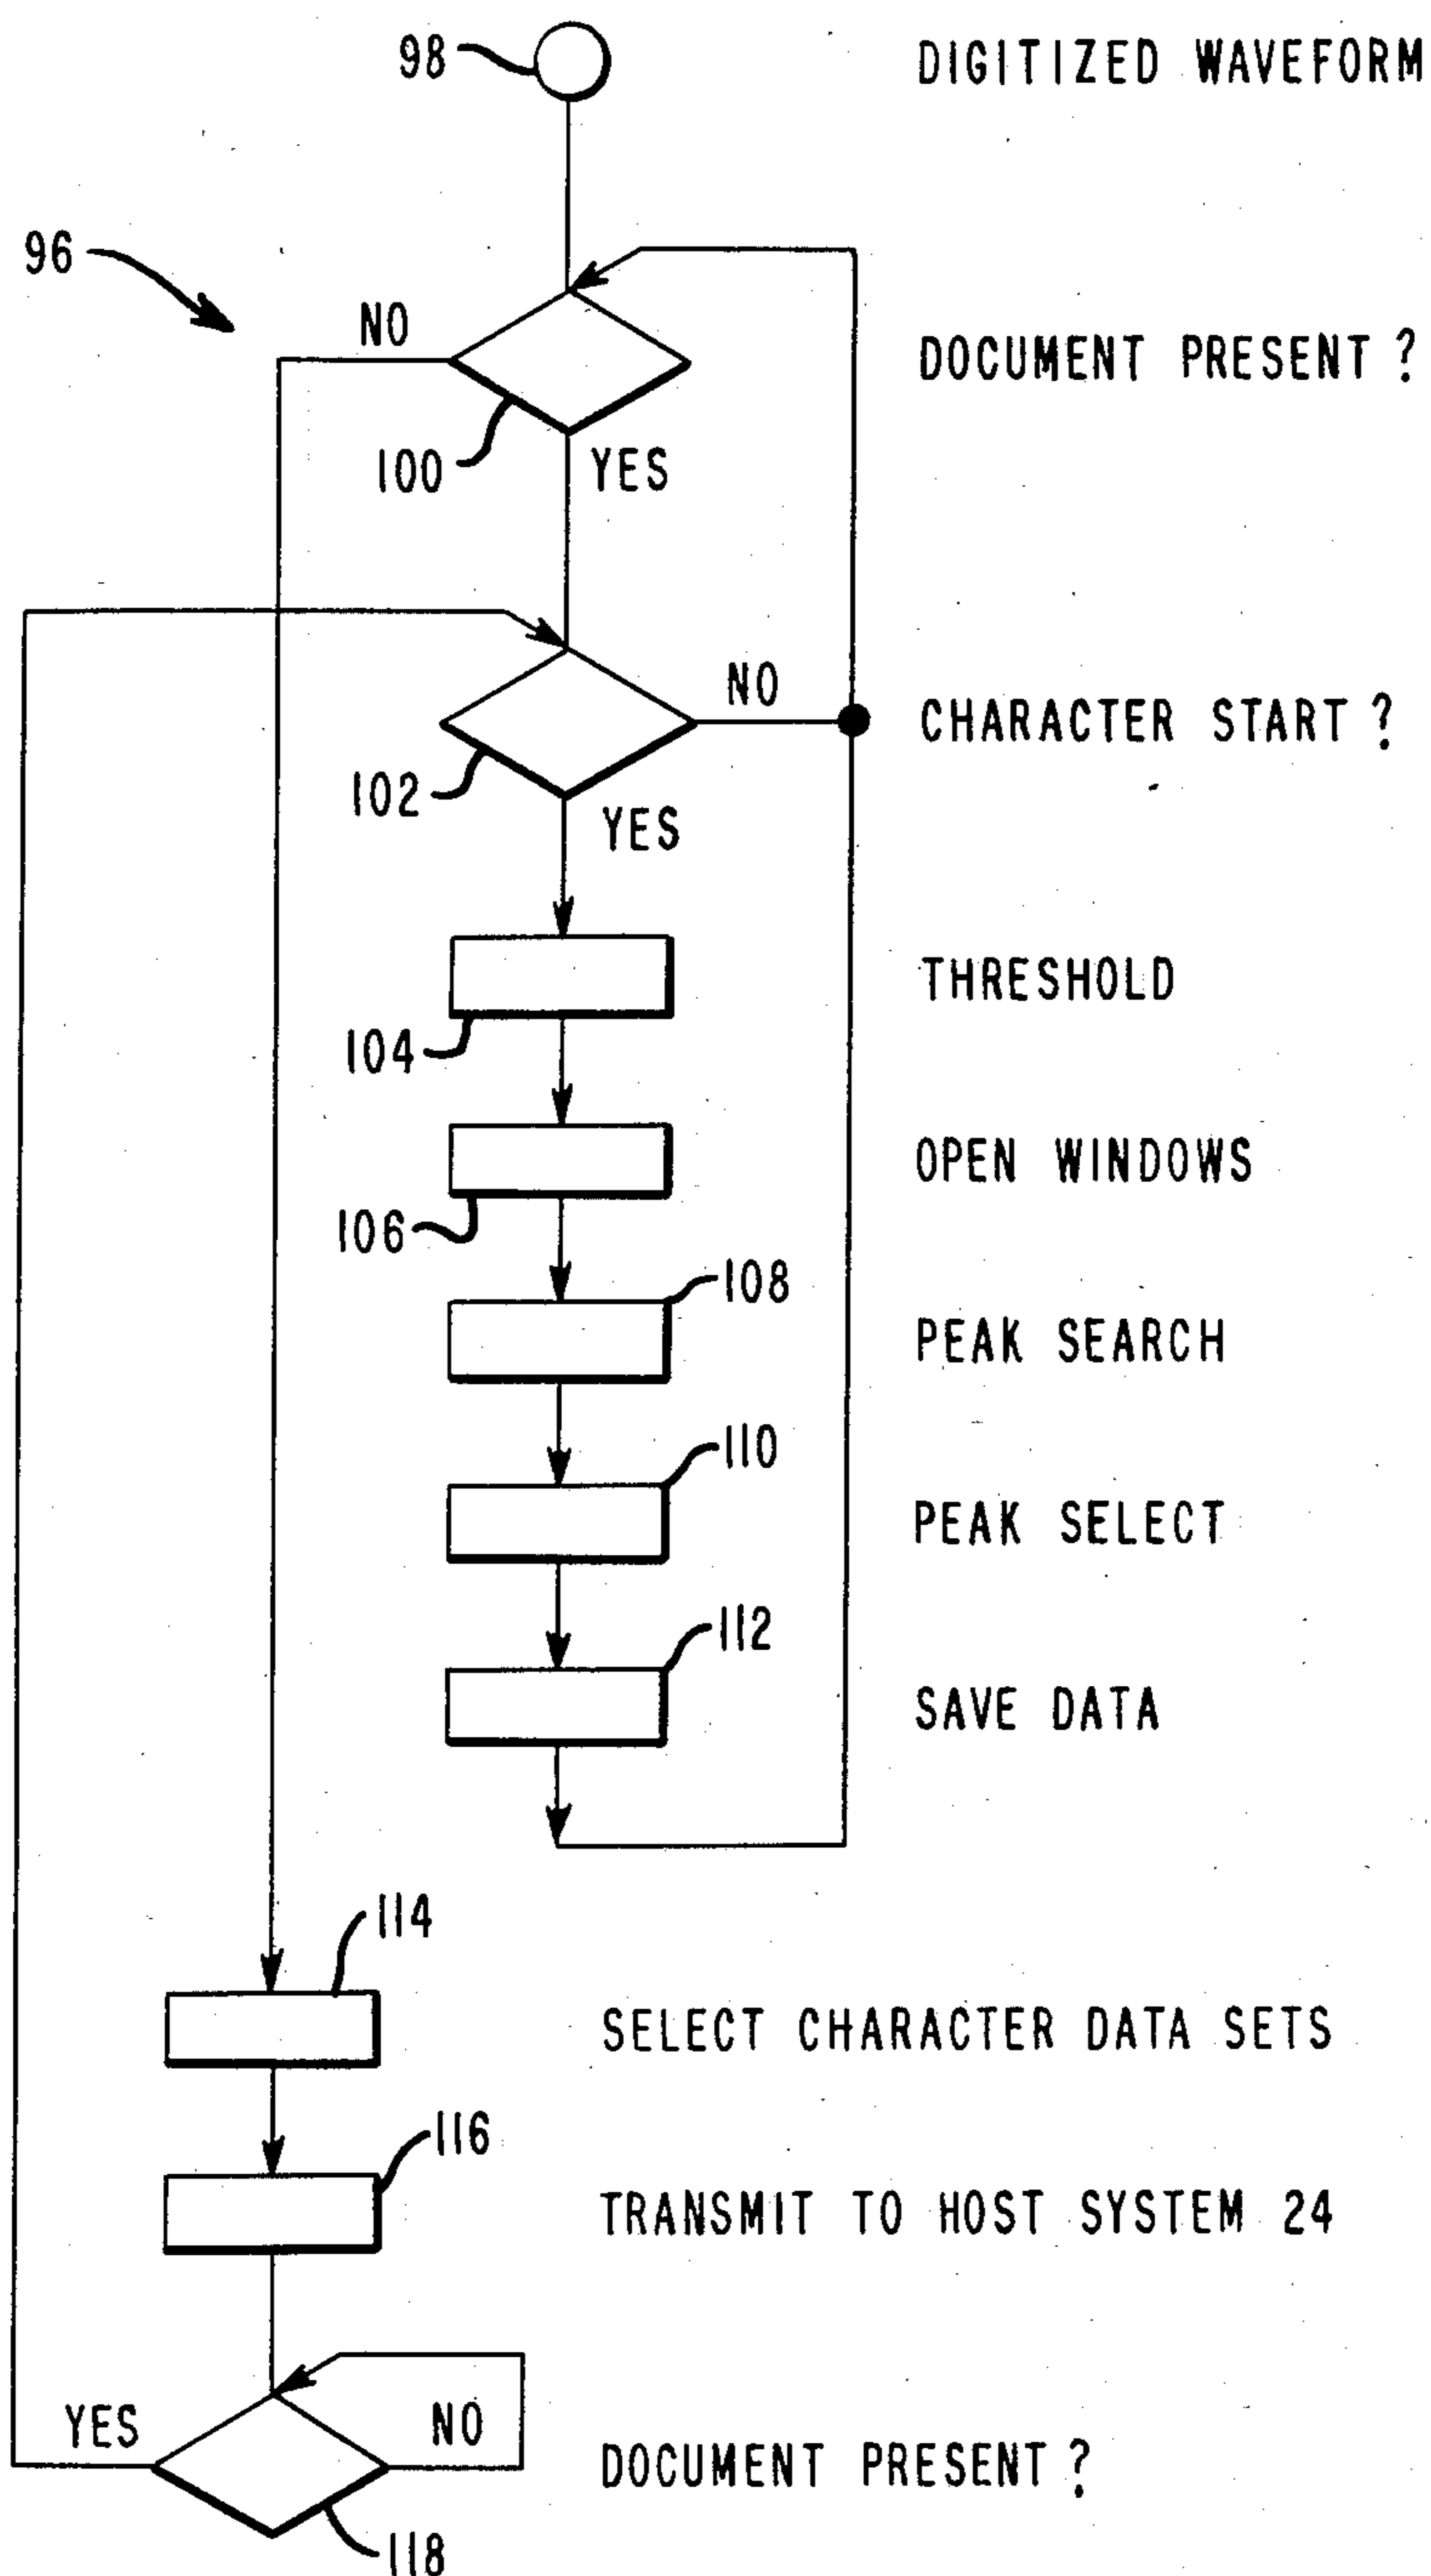 98
DIGITIZED WAVEFORM
96
NO
DOCUMENT PRESENT ?
100
YES
NO
CHARACTER START ?
102
YES
THRESHOLD
104
OPEN WINDOWS
106
108
PEAK SEARCH
110
PEAK SELECT
112
SAVE DATA
114
SELECT CHARACTER DATA SETS
116
TRANSMIT TO HOST SYSTEM 24
YES
NO
DOCUMENT PRESENT ?
118